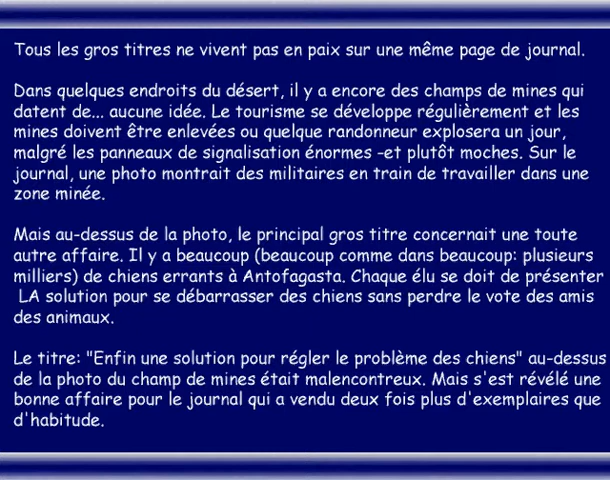 Tous les gros titres ne vivent pas en paix sur une même page de journal.
Dans quelques endroits du désert, il y a encore des champs de mines qui
datent de... aucune idée. Le tourisme se développe régulièrement et les
mines doivent être enlevées ou quelque randonneur explosera un jour,
malgré les panneaux de signalisation énormes -et plutôt moches. Sur le
journal, une photo montrait des militaires en train de travailler dans une
zone minée.
Mais au-dessus de la photo, le principal gros titre concernait une toute
autre affaire. Il y a beaucoup (beaucoup comme dans beaucoup: plusieurs
milliers) de chiens errants à Antofagasta. Chaque élu se doit de présenter
LA solution pour se débarrasser des chiens sans perdre le vote des amis
des animaux.
Le titre: "Enfin une solution pour régler le problème des chiens" au-dessus
de la photo du champ de mines était malencontreux. Mais s'est révélé une
bonne affaire pour le journal qui a vendu deux fois plus d'exemplaires que
d'habitude.